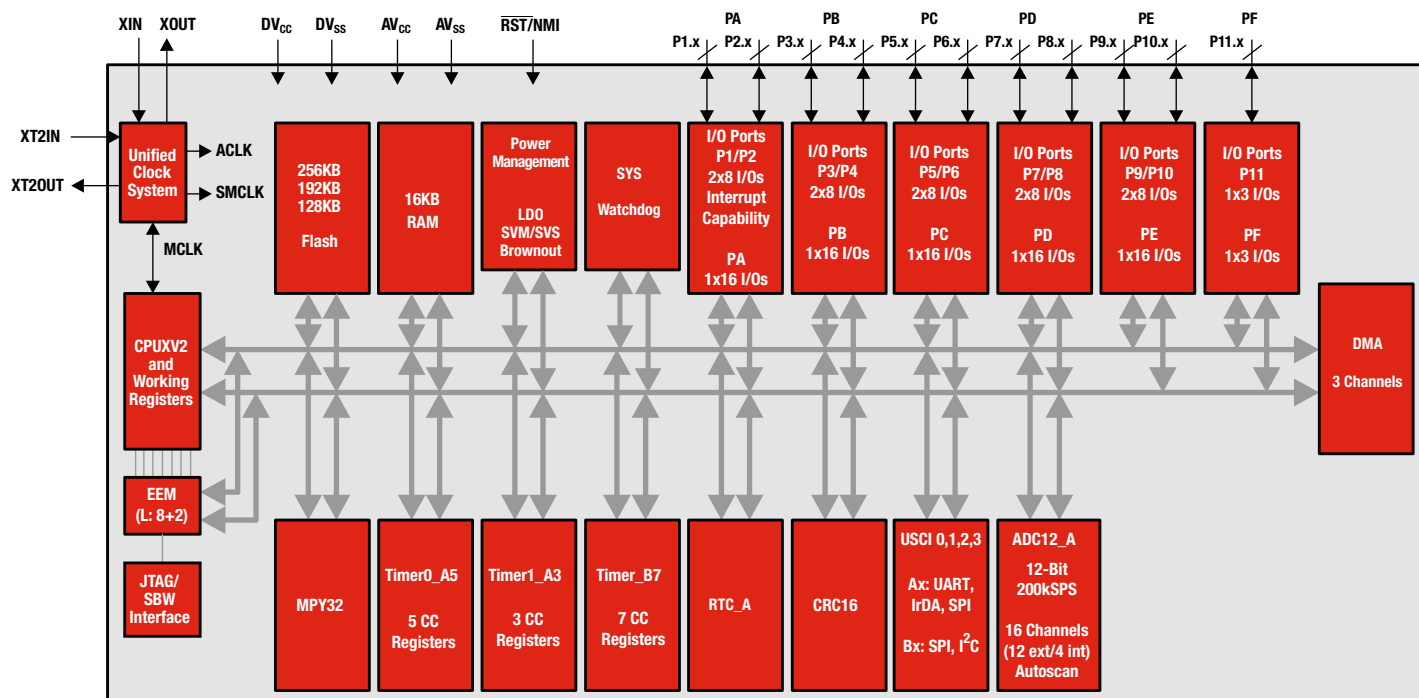 XIN XOUT DVCC DVSS AVCC AVSS RST/NMI PA PB PC PD PE PF
P1.x P2.x P3.x P4.x P5.x P6.x P7.x P8.x P9.x P10.x P11.x
XT2IN
XT2OUT
Unified
Clock
System
ACLK
SMCLK
MCLK
256KB
192KB
128KB
Flash
16KB
RAM
Power
Management
LDO
SVM/SVS
Brownout
SYS
Watchdog
I/O Ports
P1/P2
2x8 I/Os
Interrupt
Capability
PA
1x16 I/Os
I/O Ports
P3/P4
2x8 I/Os
PB
1x16 I/Os
I/O Ports
P5/P6
2x8 I/Os
PC
1x16 I/Os
I/O Ports
P7/P8
2x8 I/Os
PD
1x16 I/Os
I/O Ports
P9/P10
2x8 I/Os
PE
1x16 I/Os
I/O Ports
P11
1x3 I/Os
PF
1x3 I/Os
CPUXV2
and
Working
Registers
DMA
3 Channels
EEM
(L: 8+2)
JTAG/
SBW
Interface
MPY32
Timer0_A5
5 CC
Registers
Timer1_A3
3 CC
Registers
Timer_B7
7 CC
Registers
RTC_A
CRC16
USCI 0,1,2,3
Ax: UART,
IrDA, SPI
Bx: SPI, I²C
ADC12_A
12-Bit
200kSPS
16 Channels
(12 ext/4 int)
Autoscan